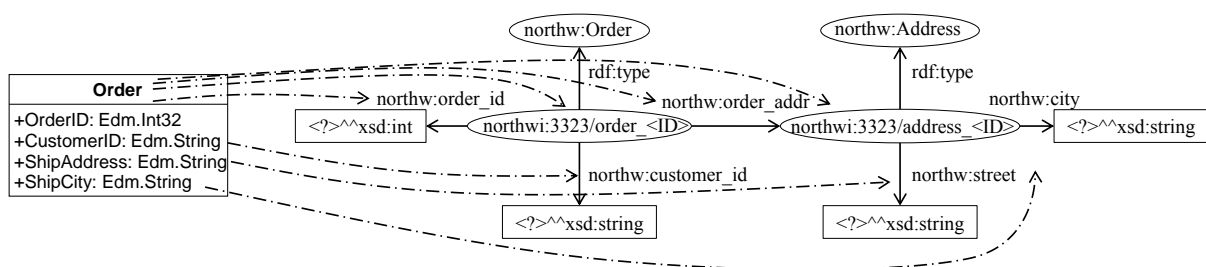 northw:Order
northw:Address
rdf:type
rdf:type
Order
northw:order_id
northw:order_addr
northw:city
+OrderID: Edm.Int32
+CustomerID: Edm.String
+ShipAddress: Edm.String
+ShipCity: Edm.String
<?>^^xsd:int
northwi:3323/order_<ID>
northwi:3323/address_<ID>
<?>^^xsd:string
northw:customer_id
northw:street
<?>^^xsd:string
<?>^^xsd:string